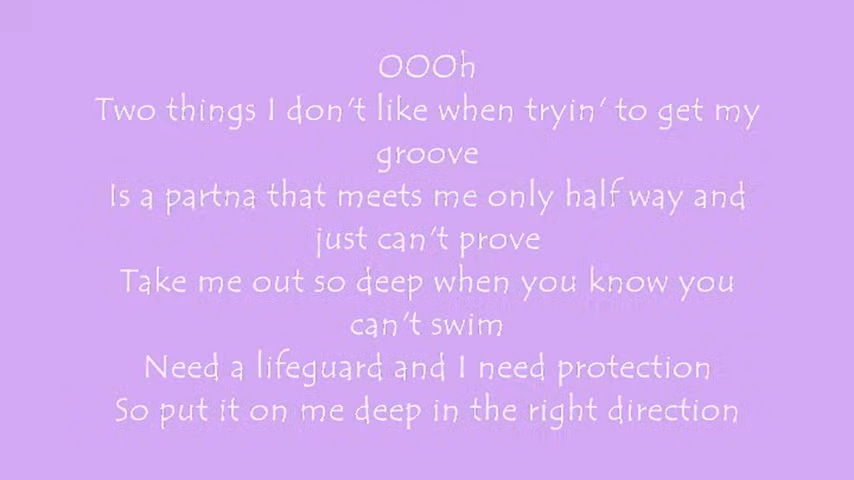 OOOh
Two things I don't like when tryin' to get my
groove
Is a partna that meets me only half way and
just can't prove
Take me out so deep when you know you
can't swim
Need a lifeguard and I need protection
So put it on me deep in the right direction